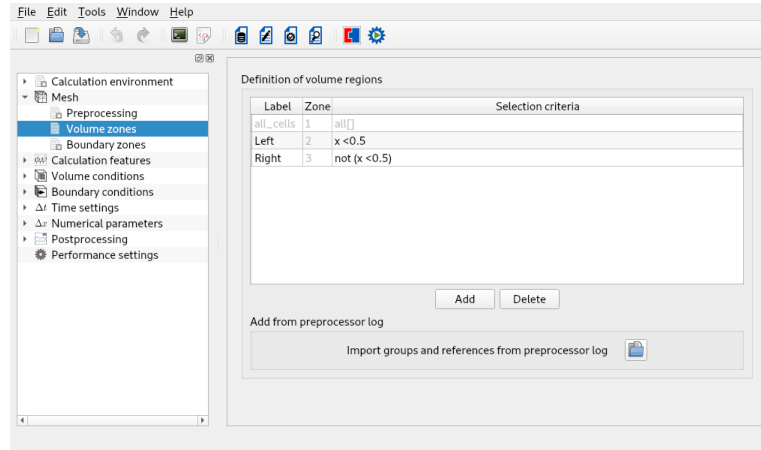 File Edit Tools Window Help
Calculation environment
Mesh
Preprocessing
Volume zones
Boundary zones
Calculation features
Volume conditions
Boundary conditions
Δt Time settings
Δx Numerical parameters
Postprocessing
Performance settings
Definition of volume regions
Label Zone Selection criteria
all_cells 1 all[]
Left 2 x <0.5
Right 3 not (x <0.5)
Add Delete
Add from preprocessor log
Import groups and references from preprocessor log